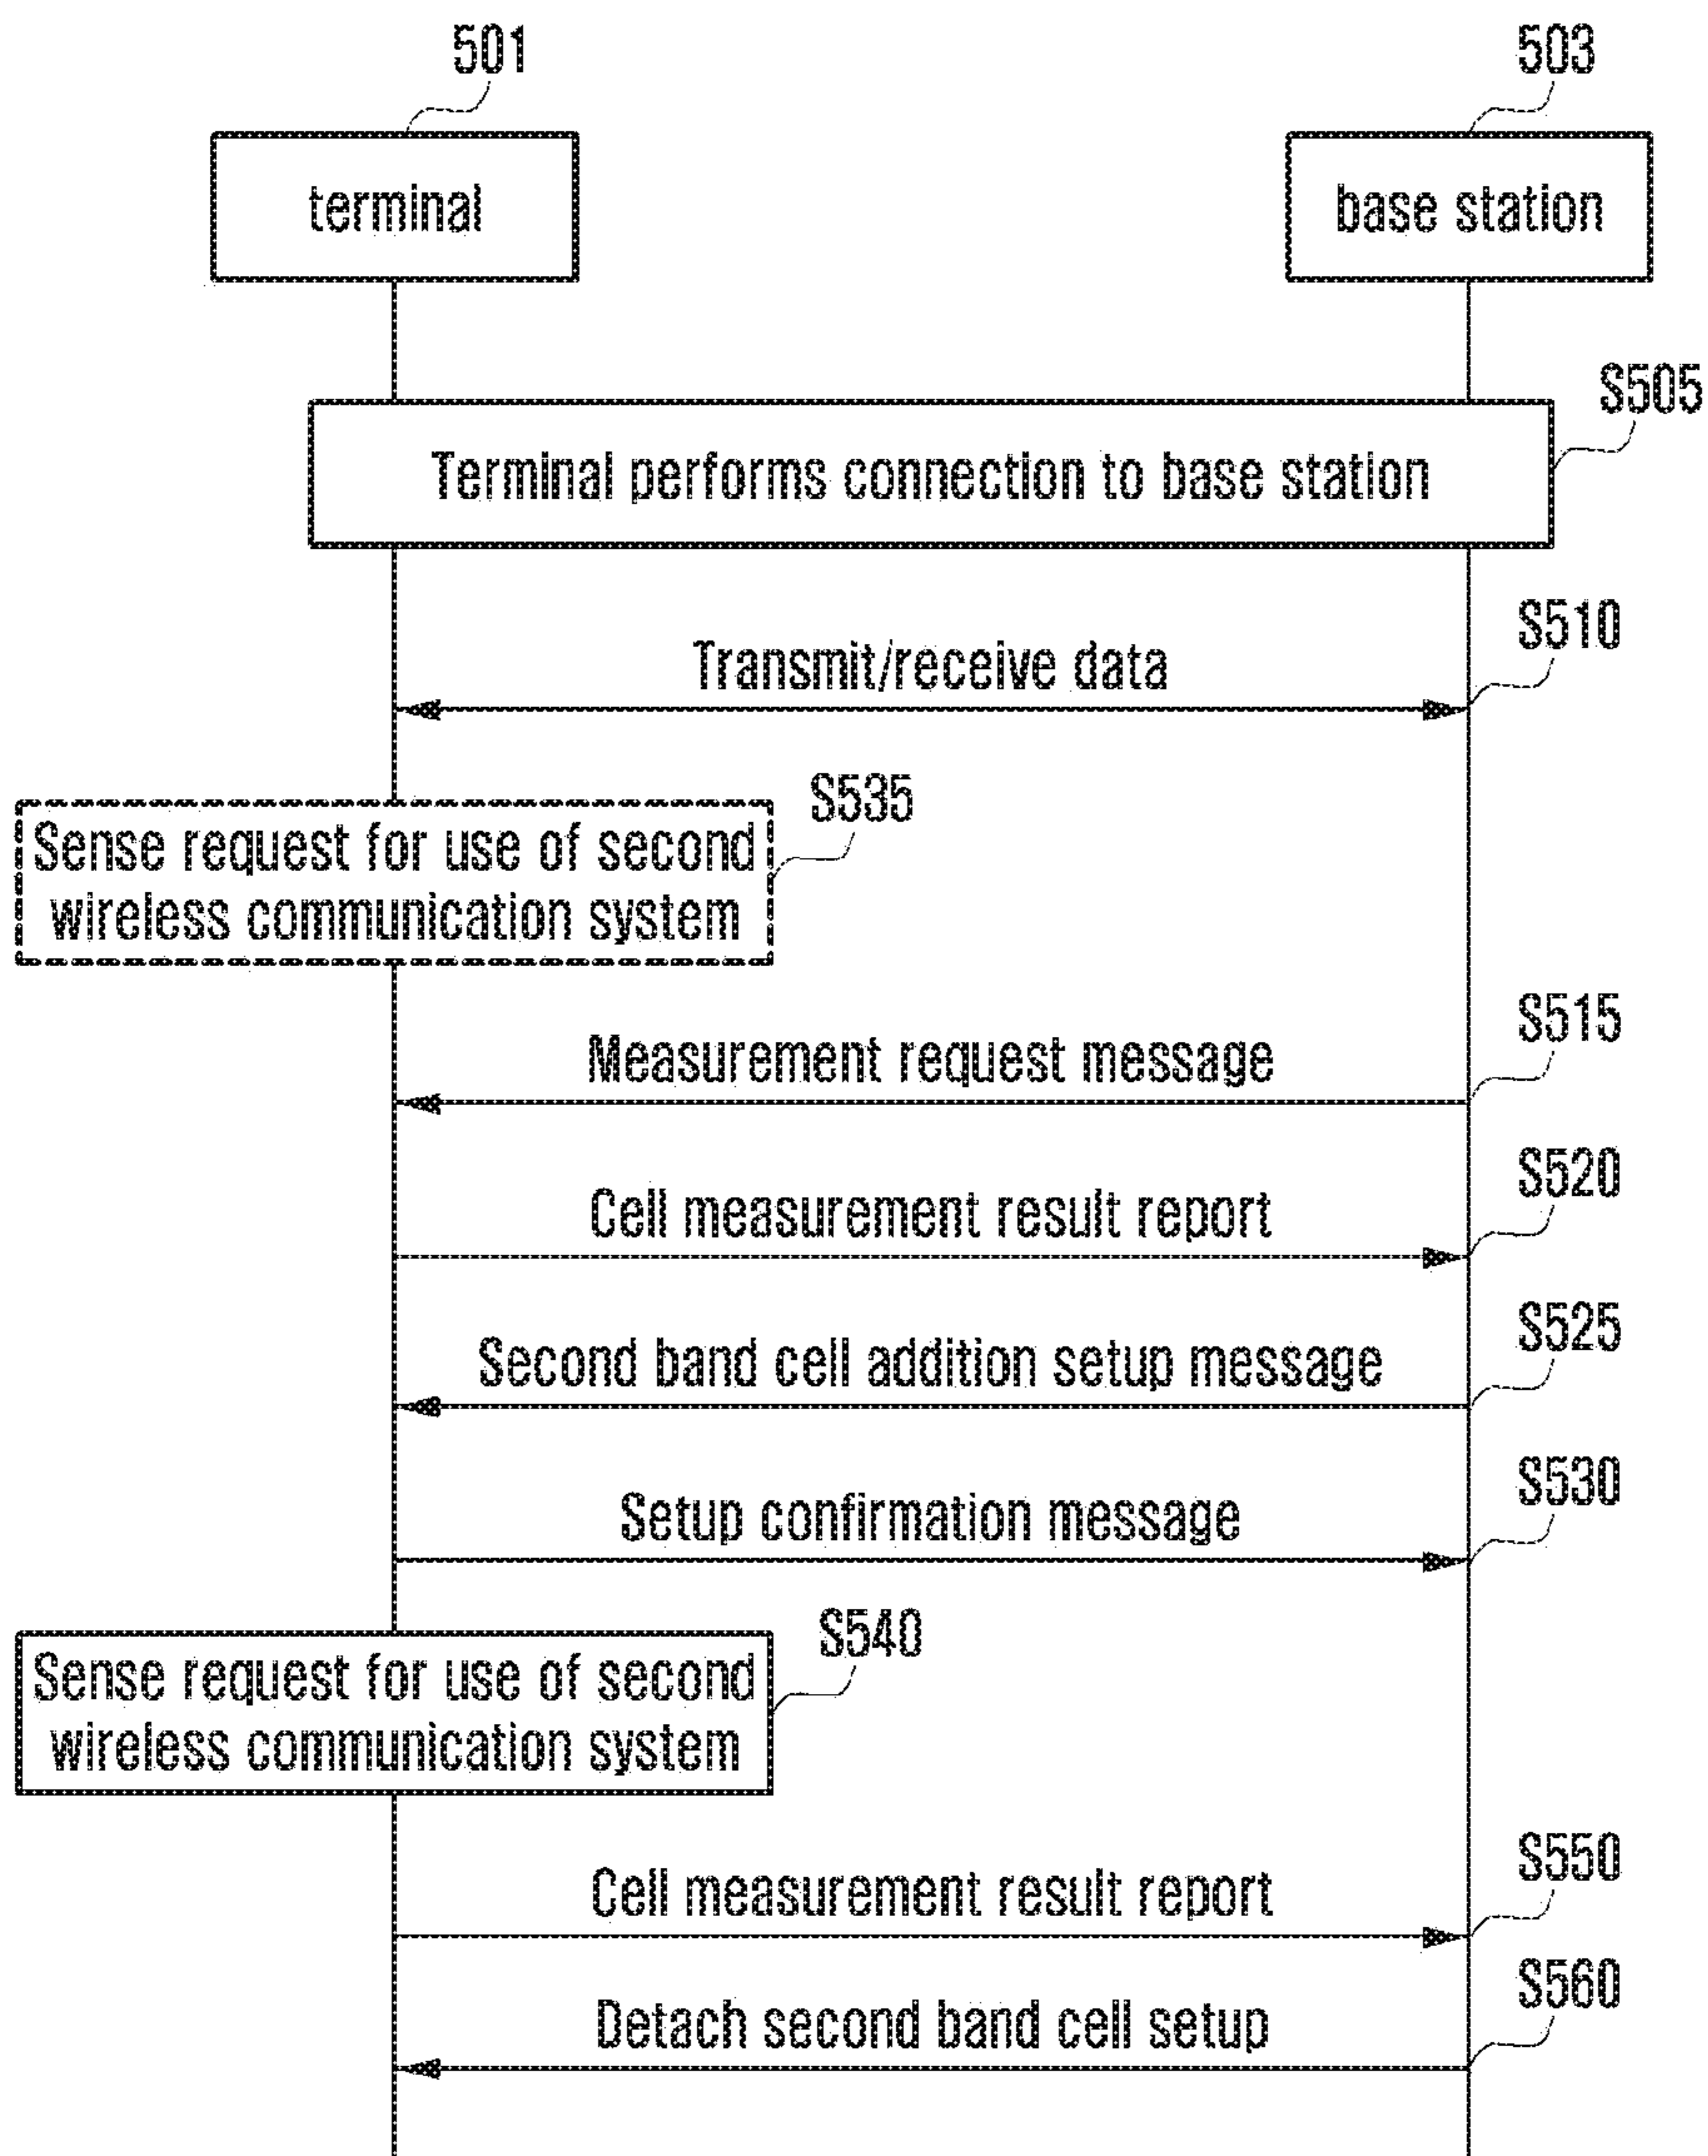 501
503
terminal
base station
S505
Terminal performs connection to base station
S510
Transmit/receive data
S535
Sense request for use of second
wireless communication system
S515
Measurement request message
S520
Cell measurement result report
S525
Second band cell addition setup message
S530
Setup confirmation message
S540
Sense request for use of second
wireless communication system
S550
Cell measurement result report
S560
Detach second band cell setup